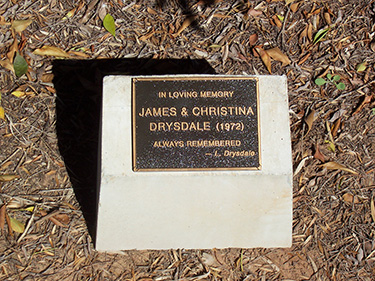 IN LOVING MEMORY
JAMES & CHRISTINA
DRYSDALE (1972)
ALWAYS REMEMBERED
— L. Drysdale